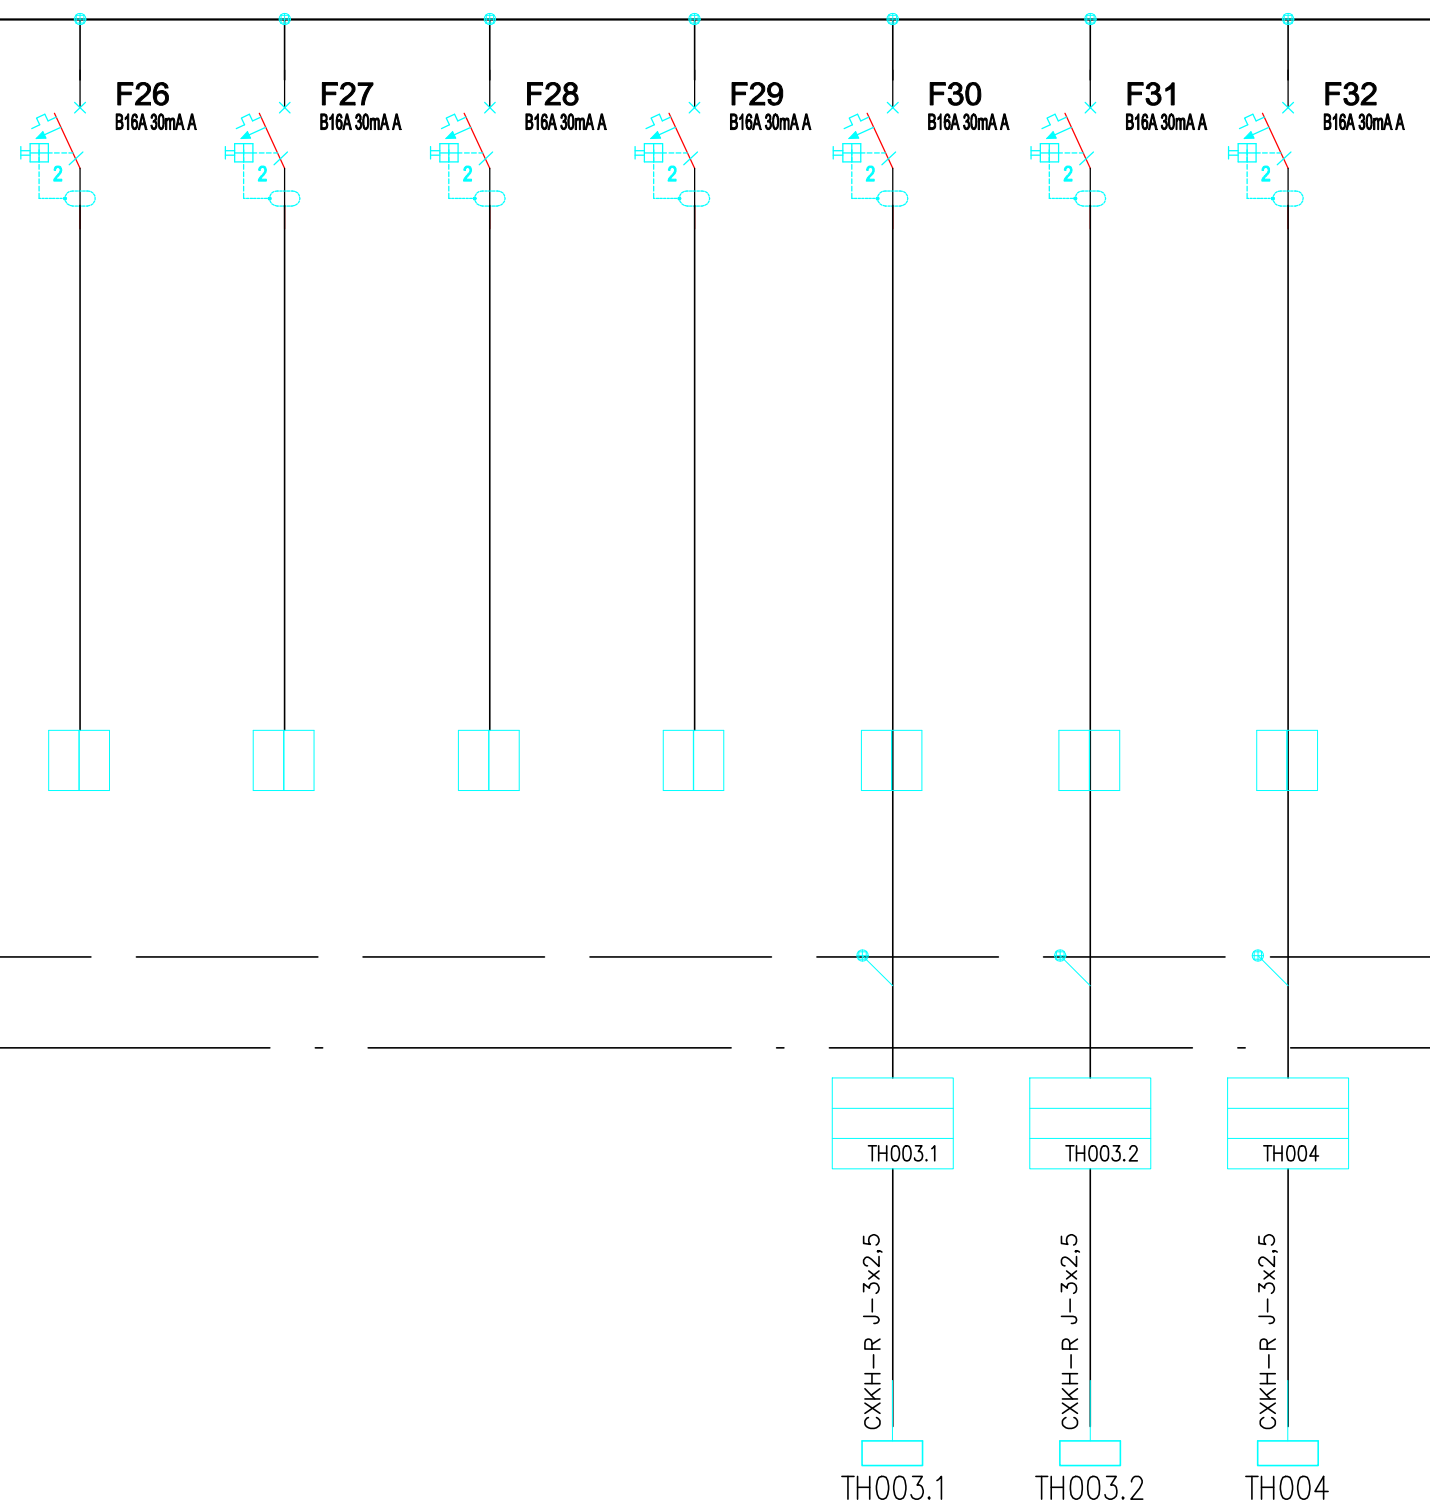 F26
B16A 30mA A
2
F27
B16A 30mA A
2
F28
B16A 30mA A
2
F29
B16A 30mA A
2
F30
B16A 30mA A
2
F31
B16A 30mA A
2
F32
B16A 30mA A
2
TH003.1
TH003.2
TH004
CXKH-R J-3x2,5
CXKH-R J-3x2,5
CXKH-R J-3x2,5
TH003.1
TH003.2
TH004